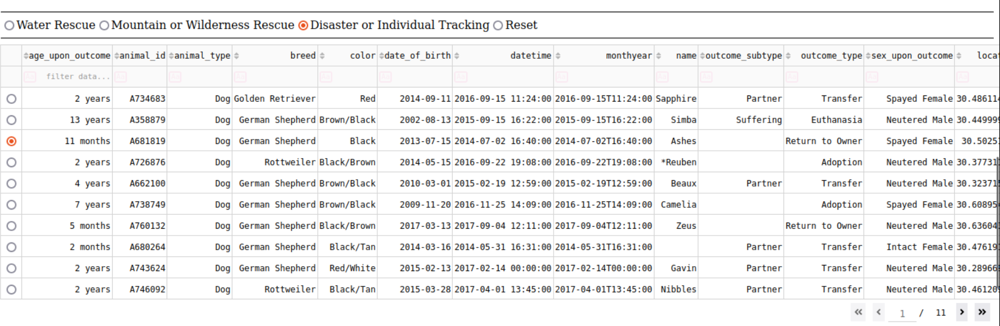 Water Rescue Mountain or Wilderness Rescue Disaster or Individual Tracking Reset
age_upon_outcome animal_id animal_type breed color date_of_birth datetime monthyear name outcome_subtype outcome_type sex_upon_outcome locat
Aa filter data... Aa Aa Aa Aa Aa Aa Aa Aa Aa Aa Aa Aa
2 years A734683 Dog Golden Retriever Red 2014-09-11 2016-09-15 11:24:00 2016-09-15T11:24:00 Sapphire Partner Transfer Spayed Female 30.486114
13 years A358879 Dog German Shepherd Brown/Black 2002-08-13 2015-09-15 16:22:00 2015-09-15T16:22:00 Simba Suffering Euthanasia Neutered Male 30.449999
11 months A681819 Dog German Shepherd Black 2013-07-15 2014-07-02 16:40:00 2014-07-02T16:40:00 Ashes Return to Owner Spayed Female 30.5025
2 years A726876 Dog Rottweiler Black/Brown 2014-05-15 2016-09-22 19:08:00 2016-09-22T19:08:00 *Reuben Adoption Neutered Male 30.37731
4 years A662100 Dog German Shepherd Brown/Black 2010-03-01 2015-02-19 12:59:00 2015-02-19T12:59:00 Beaux Partner Transfer Neutered Male 30.32371
7 years A738749 Dog German Shepherd Brown/Black 2009-11-20 2016-11-25 14:09:00 2016-11-25T14:09:00 Camelia Adoption Spayed Female 30.60895
5 months A760132 Dog German Shepherd Black/Brown 2017-03-13 2017-09-04 12:11:00 2017-09-04T12:11:00 Zeus Return to Owner Neutered Male 30.63604
2 months A680264 Dog German Shepherd Black/Tan 2014-03-16 2014-05-31 16:31:00 2014-05-31T16:31:00 Partner Transfer Intact Female 30.47619
2 years A743624 Dog German Shepherd Red/White 2015-02-13 2017-02-14 00:00:00 2017-02-14T00:00:00 Gavin Partner Transfer Neutered Male 30.28966
2 years A746092 Dog Rottweiler Black/Tan 2015-03-28 2017-04-01 13:45:00 2017-04-01T13:45:00 Nibbles Partner Transfer Neutered Male 30.46120
1 / 11